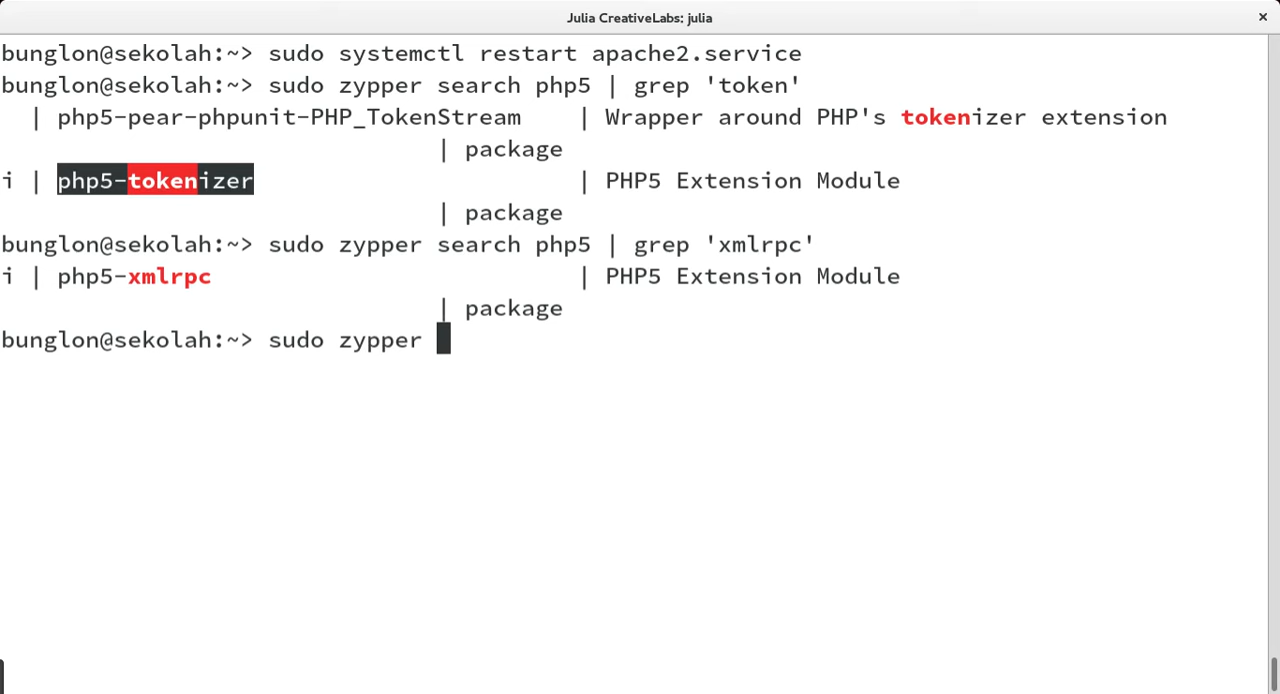 Julia CreativeLabs: julia
bunglon@sekolah:~> sudo systemctl restart apache2.service
bunglon@sekolah:~> sudo zypper search php5 | grep 'token'
| php5-pear-phpunit-PHP_TokenStream | Wrapper around PHP's tokenizer extension
| package
i | php5-tokenizer | PHP5 Extension Module
| package
bunglon@sekolah:~> sudo zypper search php5 | grep 'xmlrpc'
i | php5-xmlrpc | PHP5 Extension Module
| package
bunglon@sekolah:~> sudo zypper